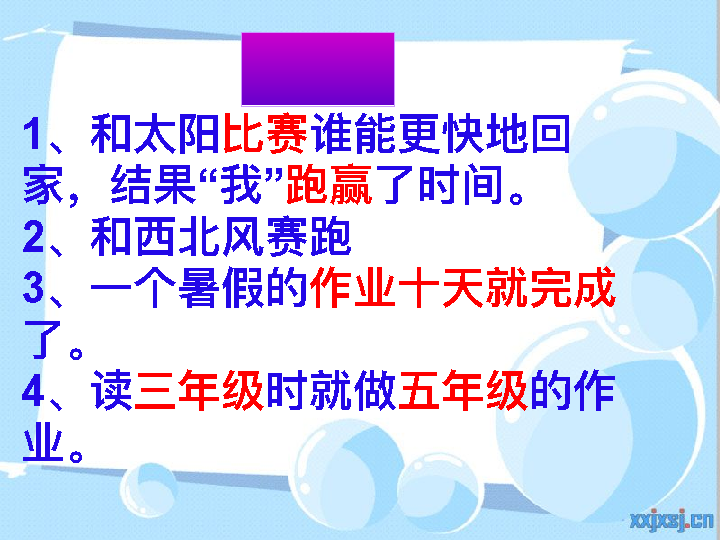 1、和太阳比赛谁能更快地回
家，结果“我”跑赢了时间。
2、和西北风赛跑
3、一个暑假的作业十天就完成
了。
4、读三年级时就做五年级的作
业。
xxjxsj.cn